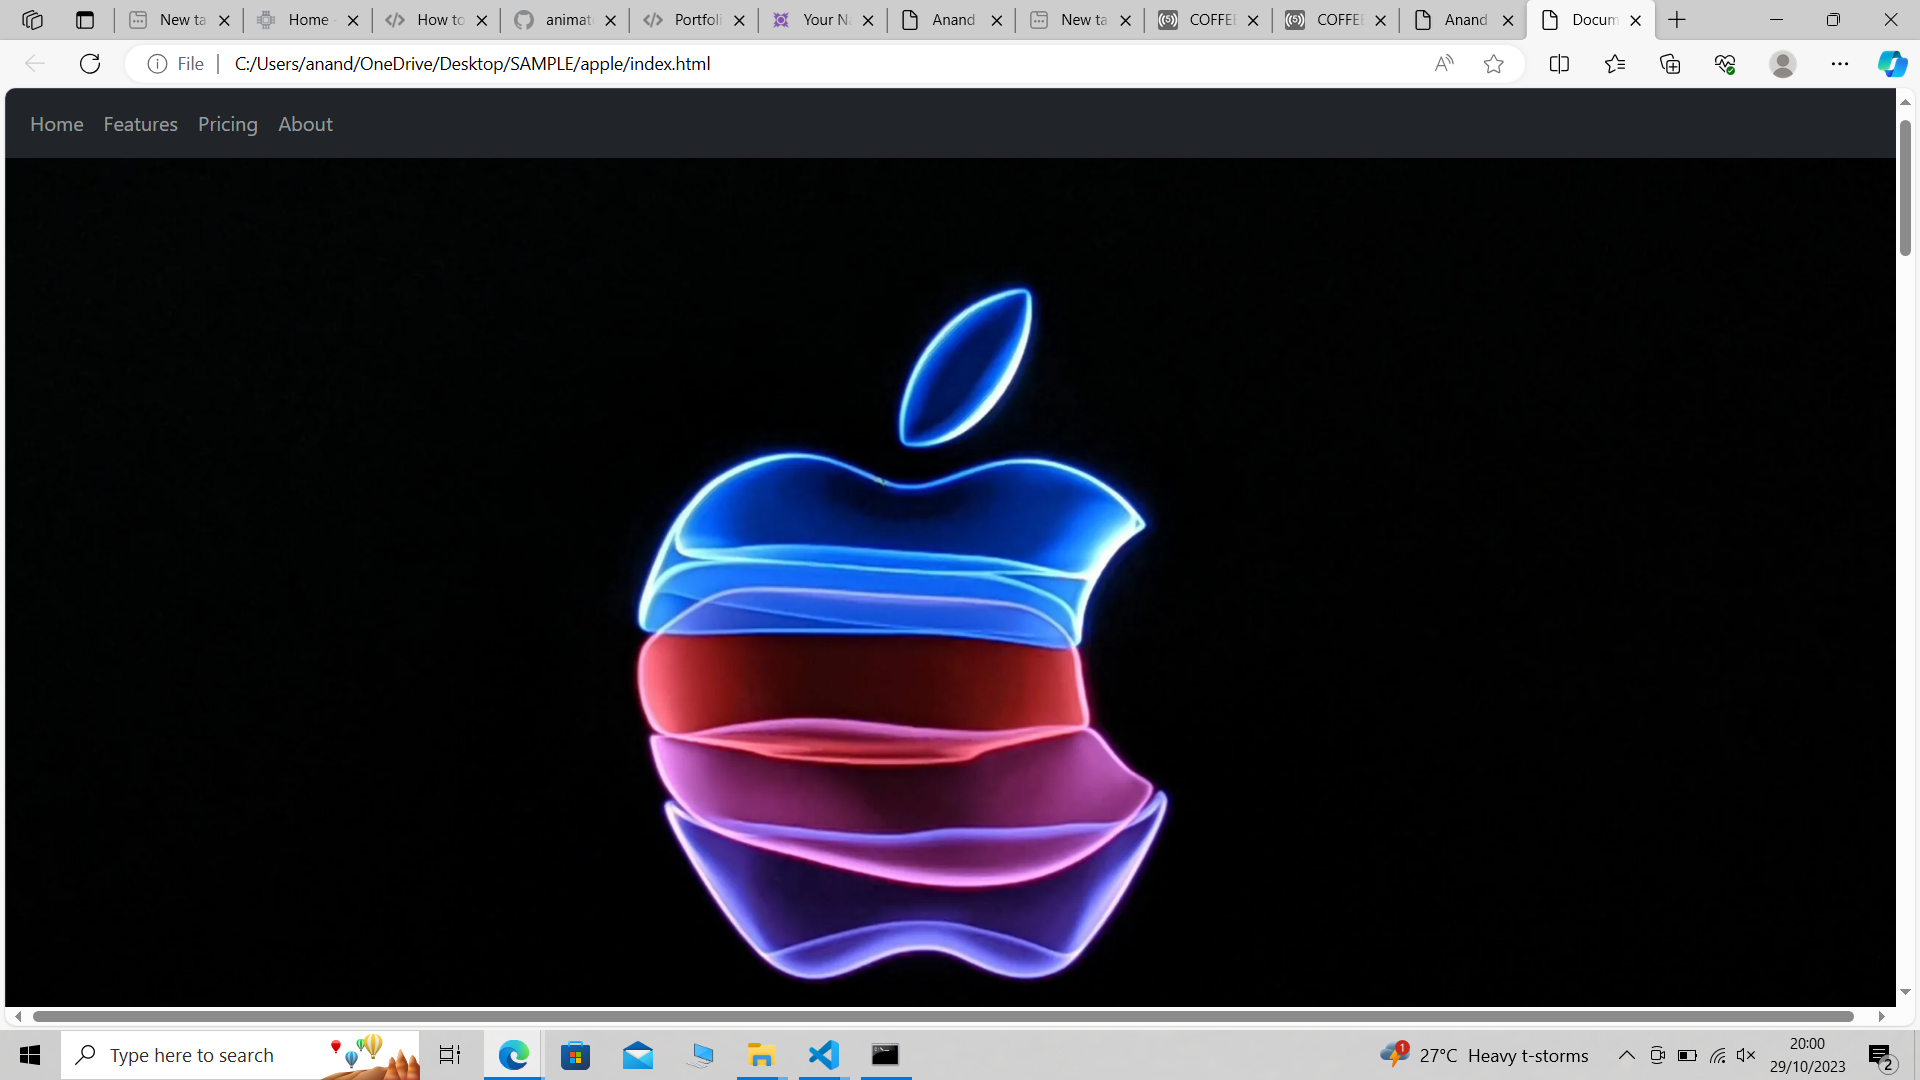 New ta
Home
How to
animat
Portfoli
Your N
Anand
New ta
COFFEE
COFFEE
Anand
Docum
File
C:/Users/anand/OneDrive/Desktop/SAMPLE/apple/index.html
Home Features Pricing About
Type here to search
1
27°C Heavy t-storms
20:00
29/10/2023
2